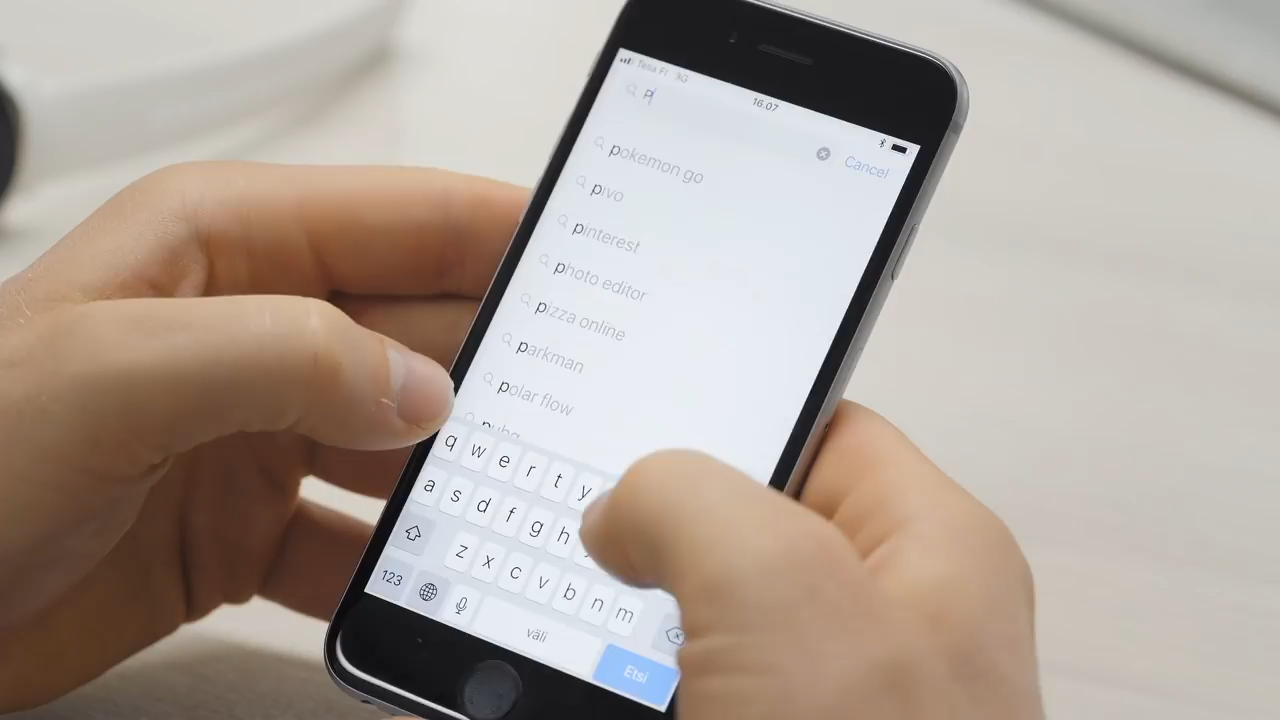 Telia FI 3G
16.07
P
Cancel
pokemon go
pivo
pinterest
photo editor
pizza online
parkman
polar flow
pubg
q w e r t y
a s d f g h
z x c v b n m
123
väli
Etsi